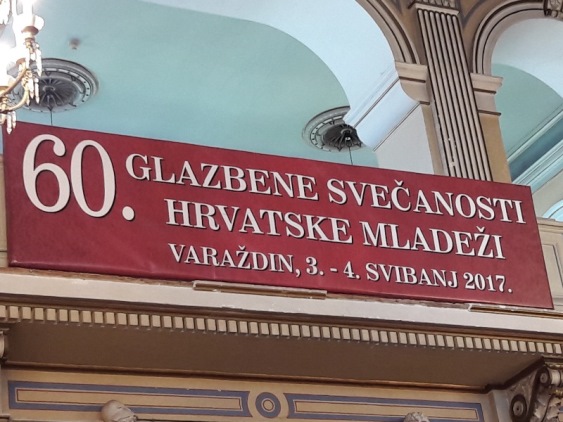 60. GLAZBENE SVEČANOSTI
HRVATSKE MLADEŽI
VARAŽDIN, 3. - 4. SVIBANJ 2017.